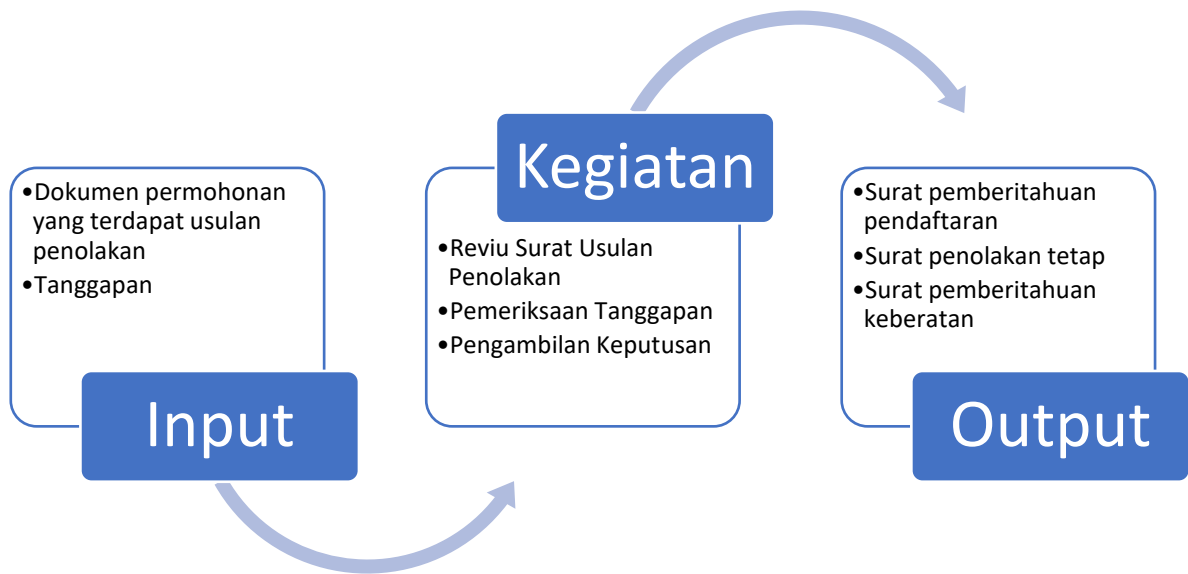 •Dokumen permohonan
yang terdapat usulan
penolakan
•Tanggapan
Input
Kegiatan
•Reviu Surat Usulan
Penolakan
•Pemeriksaan Tanggapan
•Pengambilan Keputusan
•Surat pemberitahuan
pendaftaran
•Surat penolakan tetap
•Surat pemberitahuan
keberatan
Output